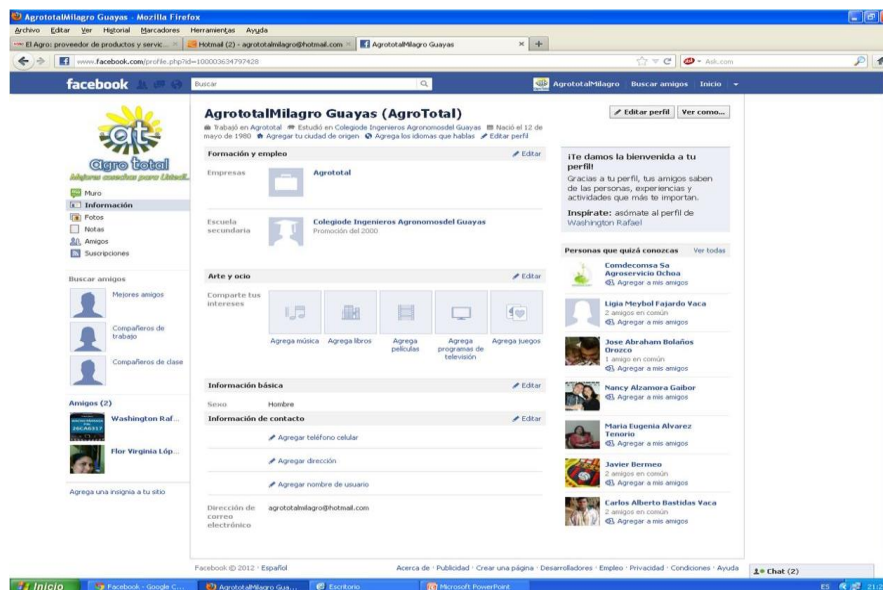 AgrototalMilagro Guayas - Mozilla Firefox
Archivo Editar Ver Historial Marcadores Herramientas Ayuda
El Agro: proveedor de productos y servic...
Hotmail (2) - agrototalmilagro@hotmail.com
AgrototalMilagro Guayas
www.facebook.com/profile.php?id=100003634797428
Ask.com
facebook
Buscar
AgrototalMilagro Buscar amigos Inicio
at
agro total
Mejores cosechas para Usted!.
Muro
Información
Fotos
Notas
Amigos
Suscripciones
Buscar amigos
Mejores amigos
Compañeros de
trabajo
Compañeros de clase
Amigos (2)
Washington Raf...
Flor Virginia Lóp...
Agrega una insignia a tu sitio
AgrototalMilagro Guayas (AgroTotal)
Trabajó en Agrototal Estudió en Colegiode Ingenieros Agronomosdel Guayas Nació el 12 de
mayo de 1980 Agregar tu ciudad de origen Agrega los idiomas que hablas Editar perfil
Formación y empleo Editar
Empresas Agrototal
Escuela
secundaria
Colegiode Ingenieros Agronomosdel Guayas
Promoción del 2000
Arte y ocio Editar
Comparte tus
intereses
Agrega música
Agrega libros
Agrega
películas
Agrega
programas de
televisión
Agrega juegos
Información básica Editar
Sexo Hombre
Información de contacto Editar
Agregar teléfono celular
Agregar dirección
Agregar nombre de usuario
Dirección de
correo
electrónico
agrototalmilagro@hotmail.com
Editar perfil Ver como...
¡Te damos la bienvenida a tu
perfil!
Gracias a tu perfil, tus amigos saben
de las personas, experiencias y
actividades que más te importan.
Inspírate: asómate al perfil de
Washington Rafael
Personas que quizá conozcas Ver todas
Comdecomsa Sa
Agroservicio Ochoa
Agregar a mis amigos
Ligia Meybol Fajardo Vaca
2 amigos en común
Agregar a mis amigos
Jose Abraham Bolaños
Orozco
1 amigo en común
Agregar a mis amigos
Nancy Alzamora Gaibor
Agregar a mis amigos
Maria Eugenia Alvarez
Tenorio
Agregar a mis amigos
Javier Bermeo
Agregar a mis amigos
Carlos Alberto Bastidas Vaca
2 amigos en común
Agregar a mis amigos
Facebook © 2012 · Español
Acerca de · Publicidad · Crear una página · Desarrolladores · Empleo · Privacidad · Condiciones · Ayuda
Chat (2)
Inicio
Facebook - Google C...
AgrototalMilagro Gua...
Escritorio
Microsoft PowerPoint
ES